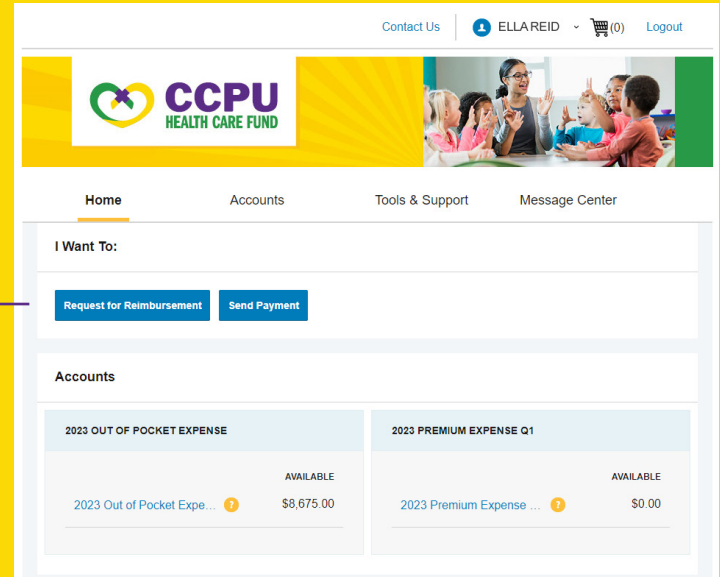 Contact Us ELLA REID (0) Logout
CCPU
HEALTH CARE FUND
Home Accounts Tools & Support Message Center
I Want To:
Request for Reimbursement Send Payment
Accounts
2023 OUT OF POCKET EXPENSE
AVAILABLE
2023 Out of Pocket Expe... ? $8,675.00
2023 PREMIUM EXPENSE Q1
AVAILABLE
2023 Premium Expense ... ? $0.00